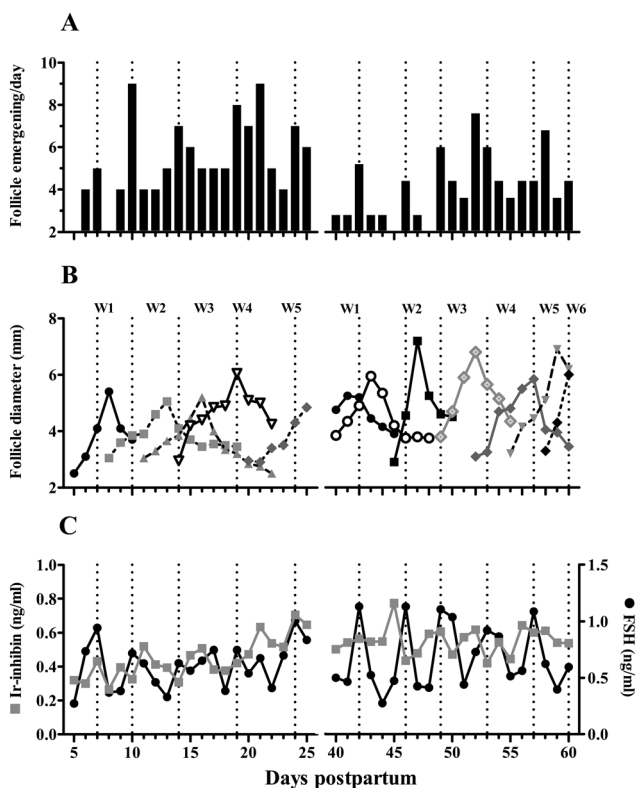 A
Follicle emergening/day
10
8
6
4
2
B
W1 W2 W3 W4 W5 W1 W2 W3 W4 W5 W6
Follicle diameter (mm)
8
6
4
2
C
Ir-inhibin (ng/ml)
1.0
0.8
0.6
0.4
0.2
0.0
1.5
1.0
0.5
0.0
FSH (ng/ml)
5 10 15 20 25 40 45 50 55 60
Days postpartum